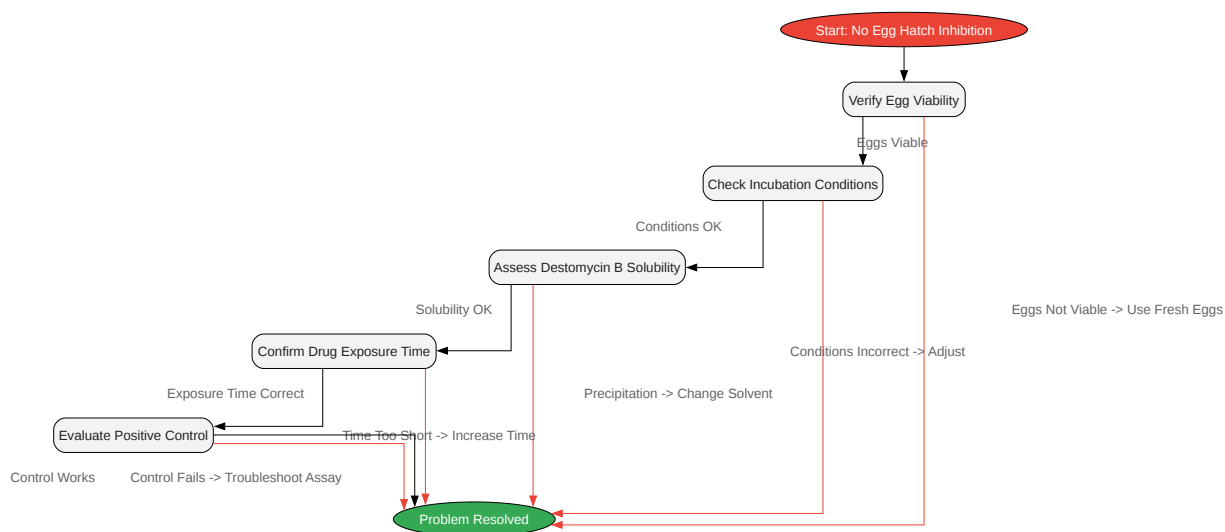 Start: No Egg Hatch Inhibition
Verify Egg Viability
Eggs Viable
Check Incubation Conditions
Conditions OK
Assess Destomycin B Solubility
Solubility OK
Eggs Not Viable -> Use Fresh Eggs
Confirm Drug Exposure Time
Conditions Incorrect -> Adjust
Exposure Time Correct
Precipitation -> Change Solvent
Evaluate Positive Control
Time Too Short -> Increase Time
Control Works
Control Fails -> Troubleshoot Assay
Problem Resolved